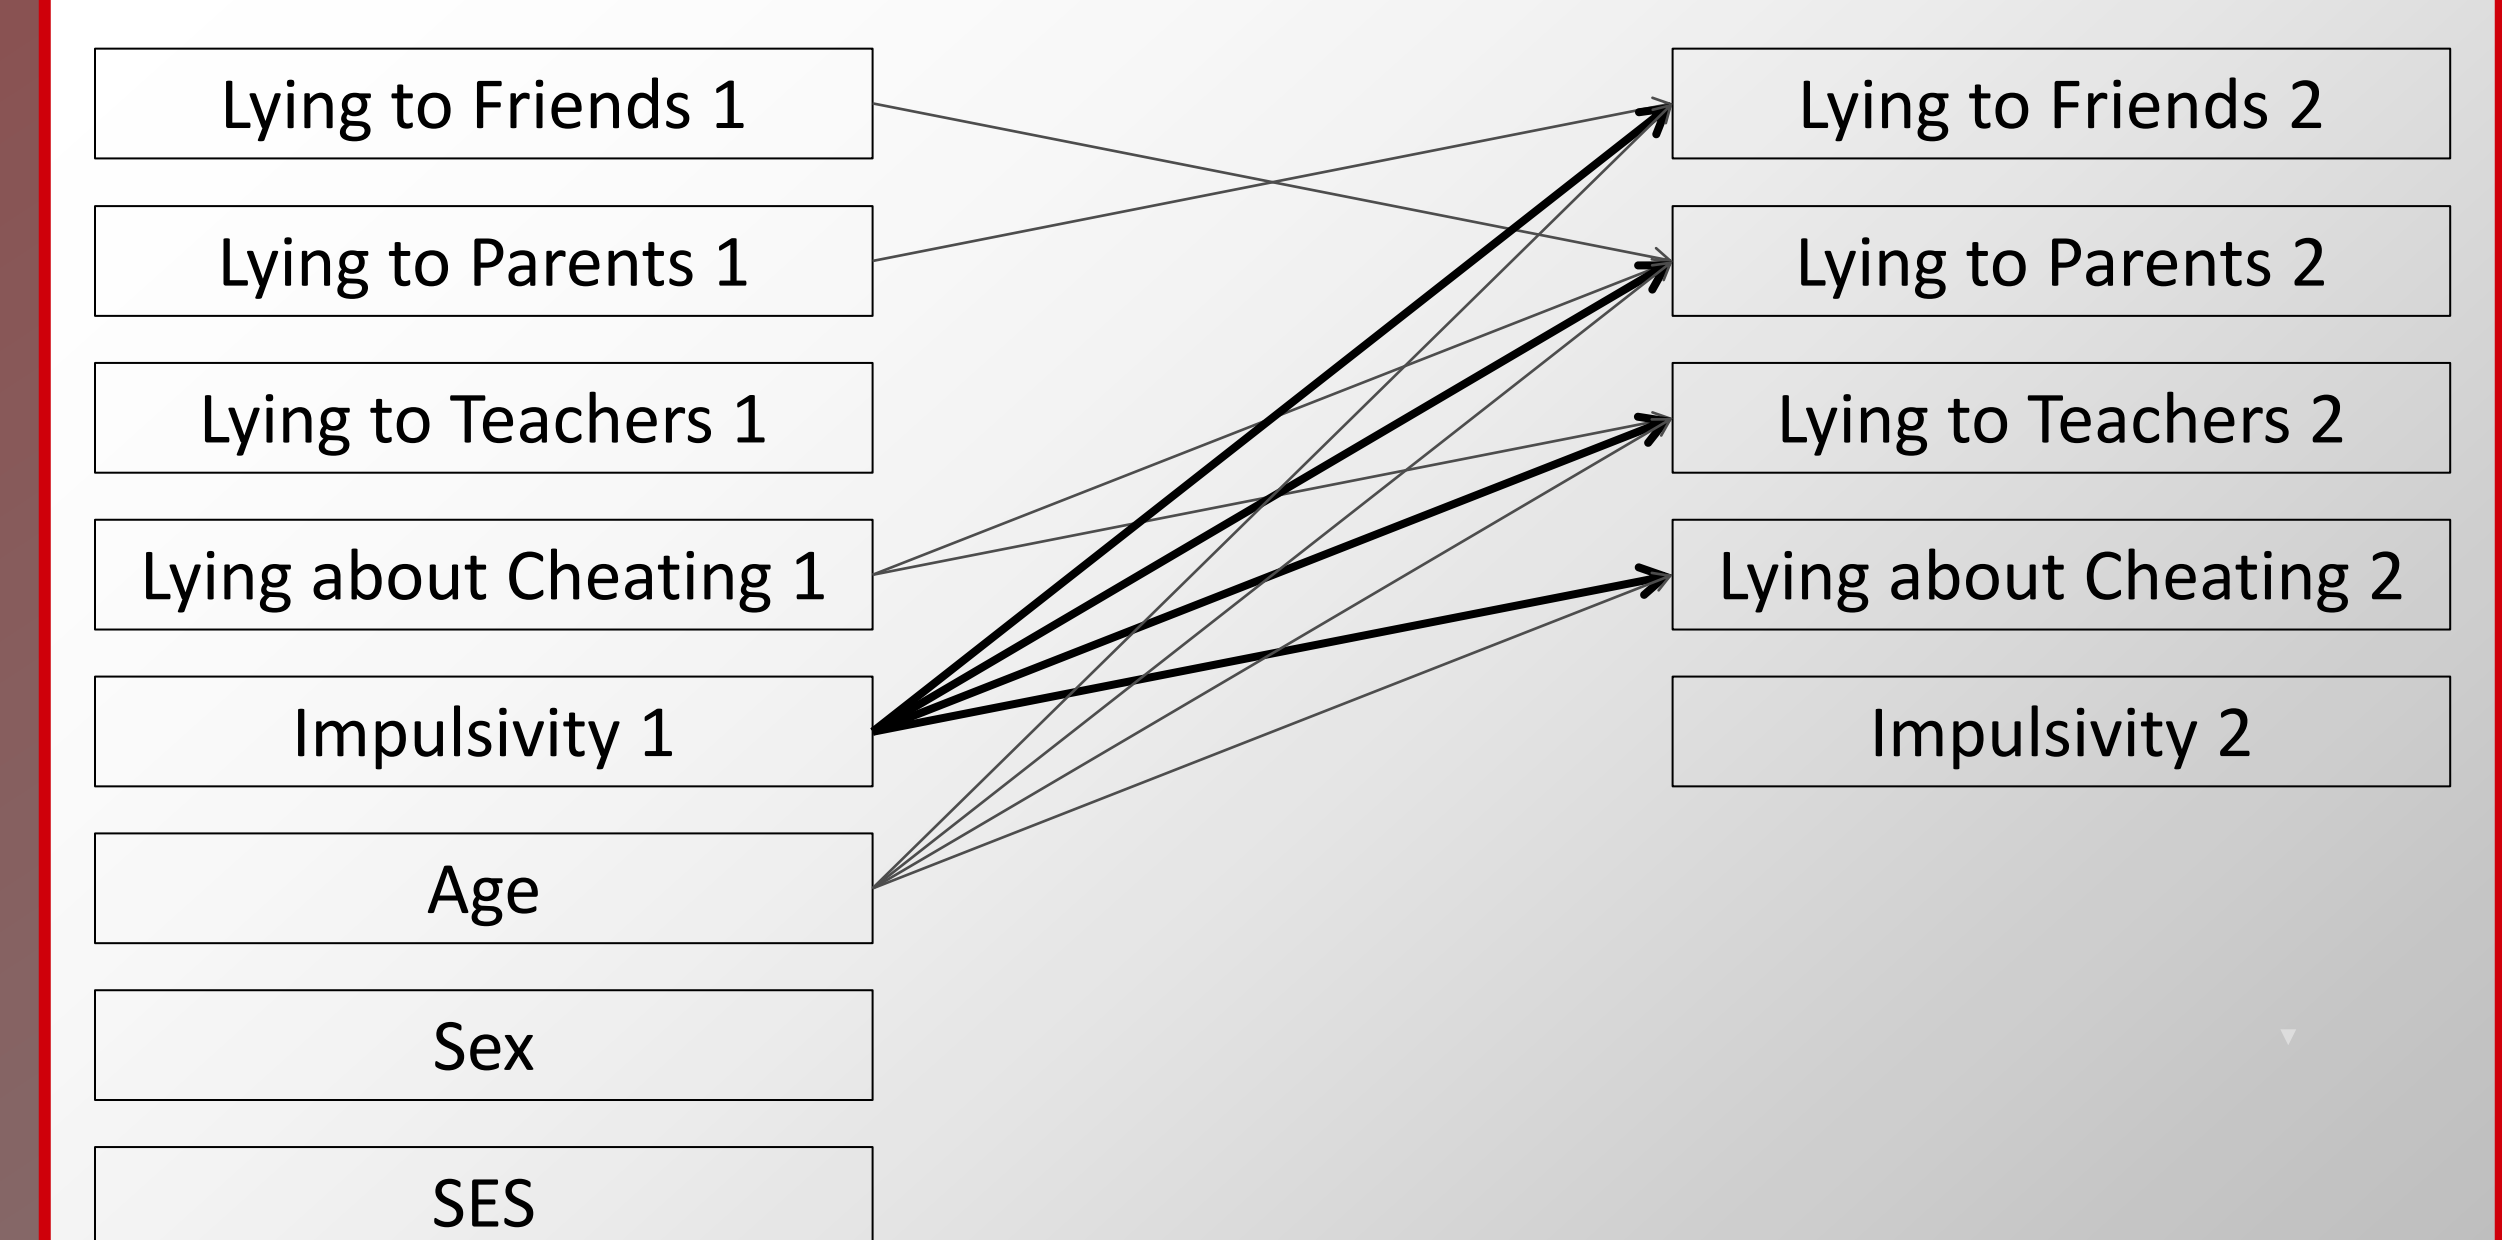 Lying to Friends 1
Lying to Friends 2
Lying to Parents 1
Lying to Parents 2
Lying to Teachers 1
Lying to Teachers 2
Lying about Cheating 1
Lying about Cheating 2
Impulsivity 1
Impulsivity 2
Age
Sex
SES